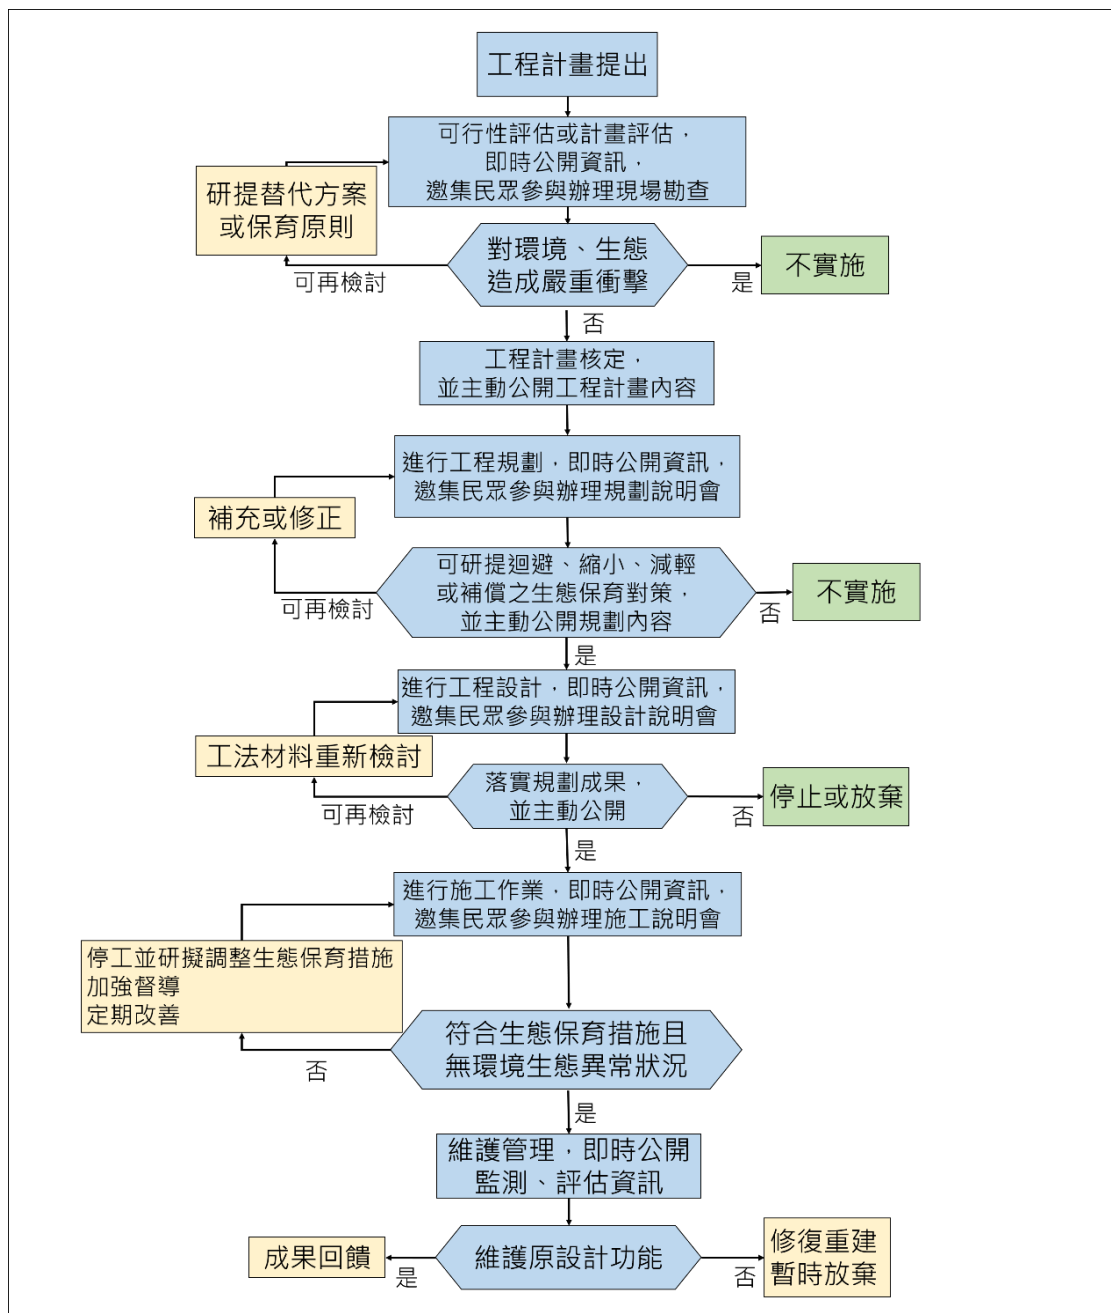 工程計畫提出
可行性評估或計畫評估，
即時公開資訊，
邀集民眾參與辦理現場勘查
研提替代方案
或保育原則
對環境、生態
造成嚴重衝擊
可再檢討
是
不實施
否
工程計畫核定，
並主動公開工程計畫內容
進行工程規劃，即時公開資訊，
邀集民眾參與辦理規劃說明會
補充或修正
可研提迴避、縮小、減輕
或補償之生態保育對策，
並主動公開規劃內容
可再檢討
否
不實施
是
進行工程設計，即時公開資訊，
邀集民眾參與辦理設計說明會
工法材料重新檢討
落實規劃成果，
並主動公開
可再檢討
否
停止或放棄
是
進行施工作業，即時公開資訊，
邀集民眾參與辦理施工說明會
停工並研擬調整生態保育措施
加強督導
定期改善
符合生態保育措施且
無環境生態異常狀況
否
是
維護管理，即時公開
監測、評估資訊
維護原設計功能
成果回饋
是
否
修復重建
暫時放棄